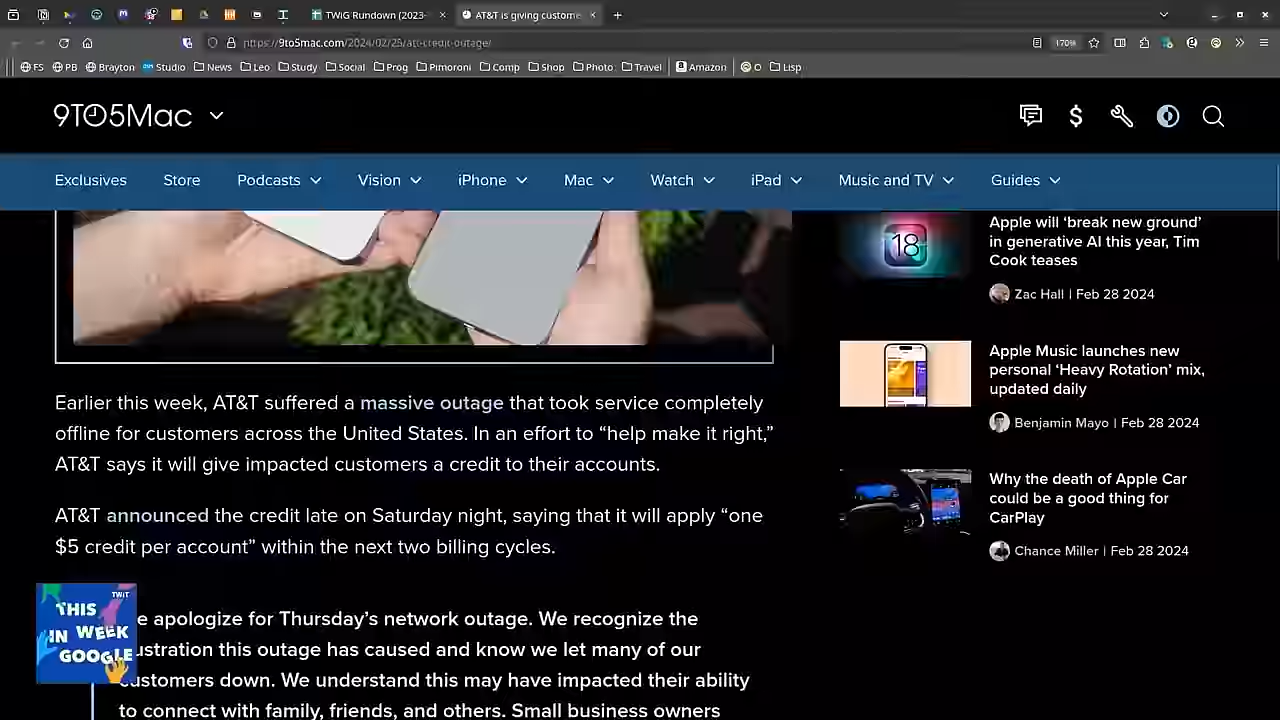 TWiG Rundown (2023-
AT&T is giving custome
https://9to5mac.com/2024/02/25/att-credit-outage/
170%
FS PB Brayton Studio News Leo Study Social Prog Pimoroni Comp Shop Photo Travel Amazon O Lisp
9TO5Mac
Exclusives Store Podcasts Vision iPhone Mac Watch iPad Music and TV Guides
18
Apple will ‘break new ground’
in generative AI this year, Tim
Cook teases
Zac Hall | Feb 28 2024
Apple Music launches new
personal ‘Heavy Rotation’ mix,
updated daily
Benjamin Mayo | Feb 28 2024
Why the death of Apple Car
could be a good thing for
CarPlay
Chance Miller | Feb 28 2024
Earlier this week, AT&T suffered a massive outage that took service completely
offline for customers across the United States. In an effort to “help make it right,”
AT&T says it will give impacted customers a credit to their accounts.
AT&T announced the credit late on Saturday night, saying that it will apply “one
$5 credit per account” within the next two billing cycles.
e apologize for Thursday’s network outage. We recognize the
ustration this outage has caused and know we let many of our
customers down. We understand this may have impacted their ability
to connect with family, friends, and others. Small business owners
TWiT
THIS
IN WEEK
GOOGLE